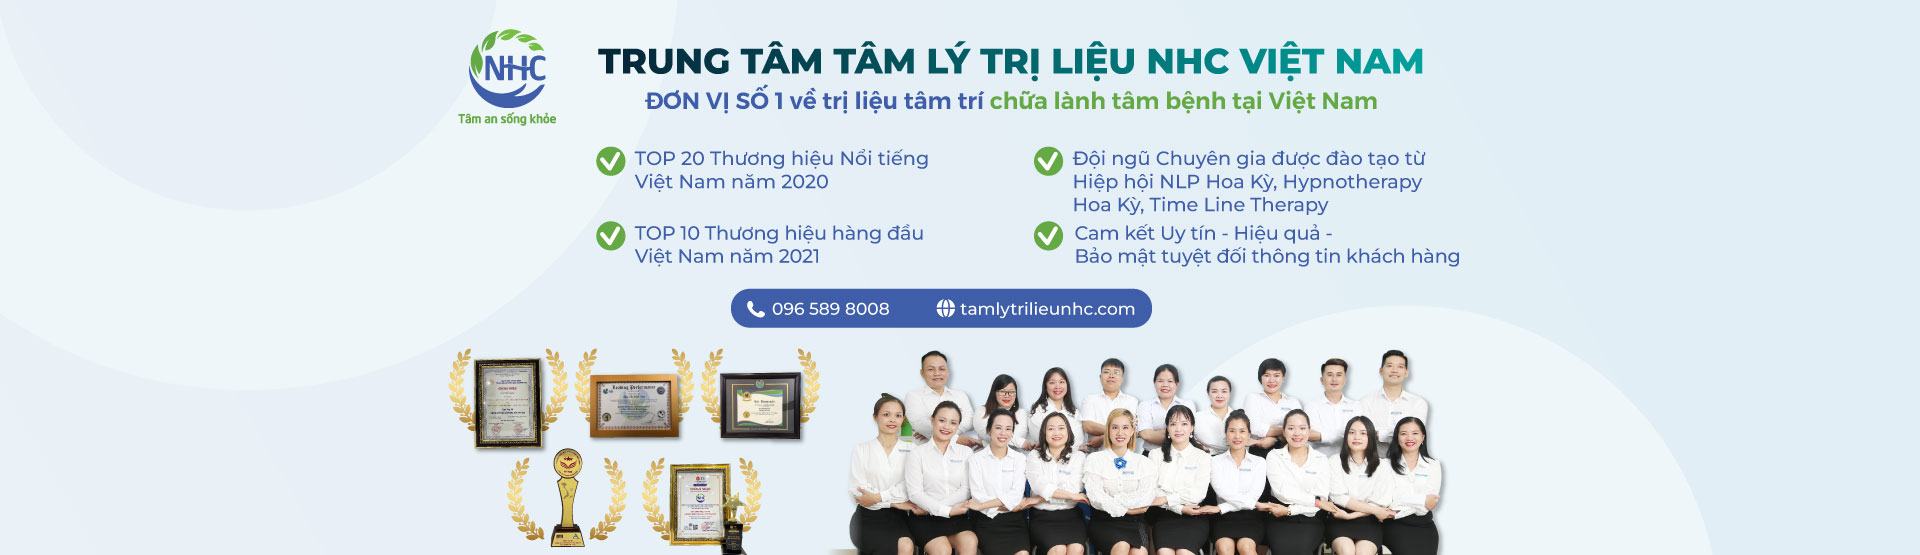 NHC
Tâm an sống khỏe
TRUNG TÂM TÂM LÝ TRỊ LIỆU NHC VIỆT NAM
ĐƠN VỊ SỐ 1 về trị liệu tâm trí chữa lành tâm bệnh tại Việt Nam
TOP 20 Thương hiệu Nổi tiếng
Việt Nam năm 2020
TOP 10 Thương hiệu hàng đầu
Việt Nam năm 2021
Đội ngũ Chuyên gia được đào tạo từ
Hiệp hội NLP Hoa Kỳ, Hypnotherapy
Hoa Kỳ, Time Line Therapy
Cam kết Uy tín - Hiệu quả -
Bảo mật tuyệt đối thông tin khách hàng
096 589 8008
tamlytrilieunhc.com